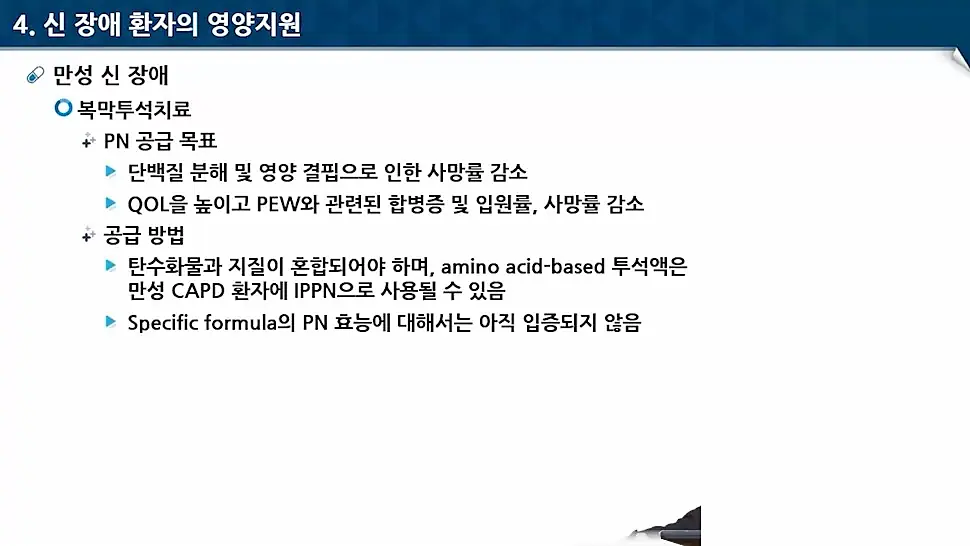 4. 신 장애 환자의 영양지원
만성 신 장애
복막투석치료
PN 공급 목표
단백질 분해 및 영양 결핍으로 인한 사망률 감소
QOL을 높이고 PEW와 관련된 합병증 및 입원률, 사망률 감소
공급 방법
탄수화물과 지질이 혼합되어야 하며, amino acid-based 투석액은
만성 CAPD 환자에 IPPN으로 사용될 수 있음
Specific formula의 PN 효능에 대해서는 아직 입증되지 않음